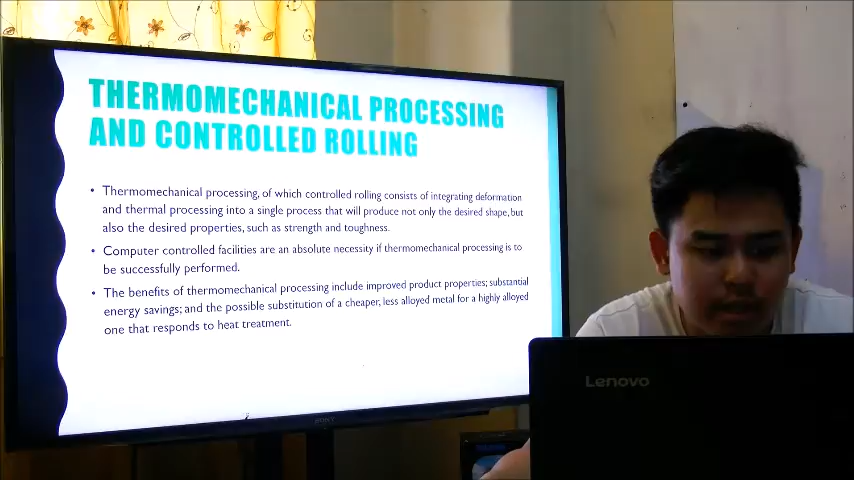 THERMOMECHANICAL PROCESSING
AND CONTROLLED ROLLING
• Thermomechanical processing, of which controlled rolling consists of integrating deformation
and thermal processing into a single process that will produce not only the desired shape, but
also the desired properties, such as strength and toughness.
• Computer controlled facilities are an absolute necessity if thermomechanical processing is to
be successfully performed.
• The benefits of thermomechanical processing include improved product properties; substantial
energy savings; and the possible substitution of a cheaper, less alloyed metal for a highly alloyed
one that responds to heat treatment.
SONY
Lenovo